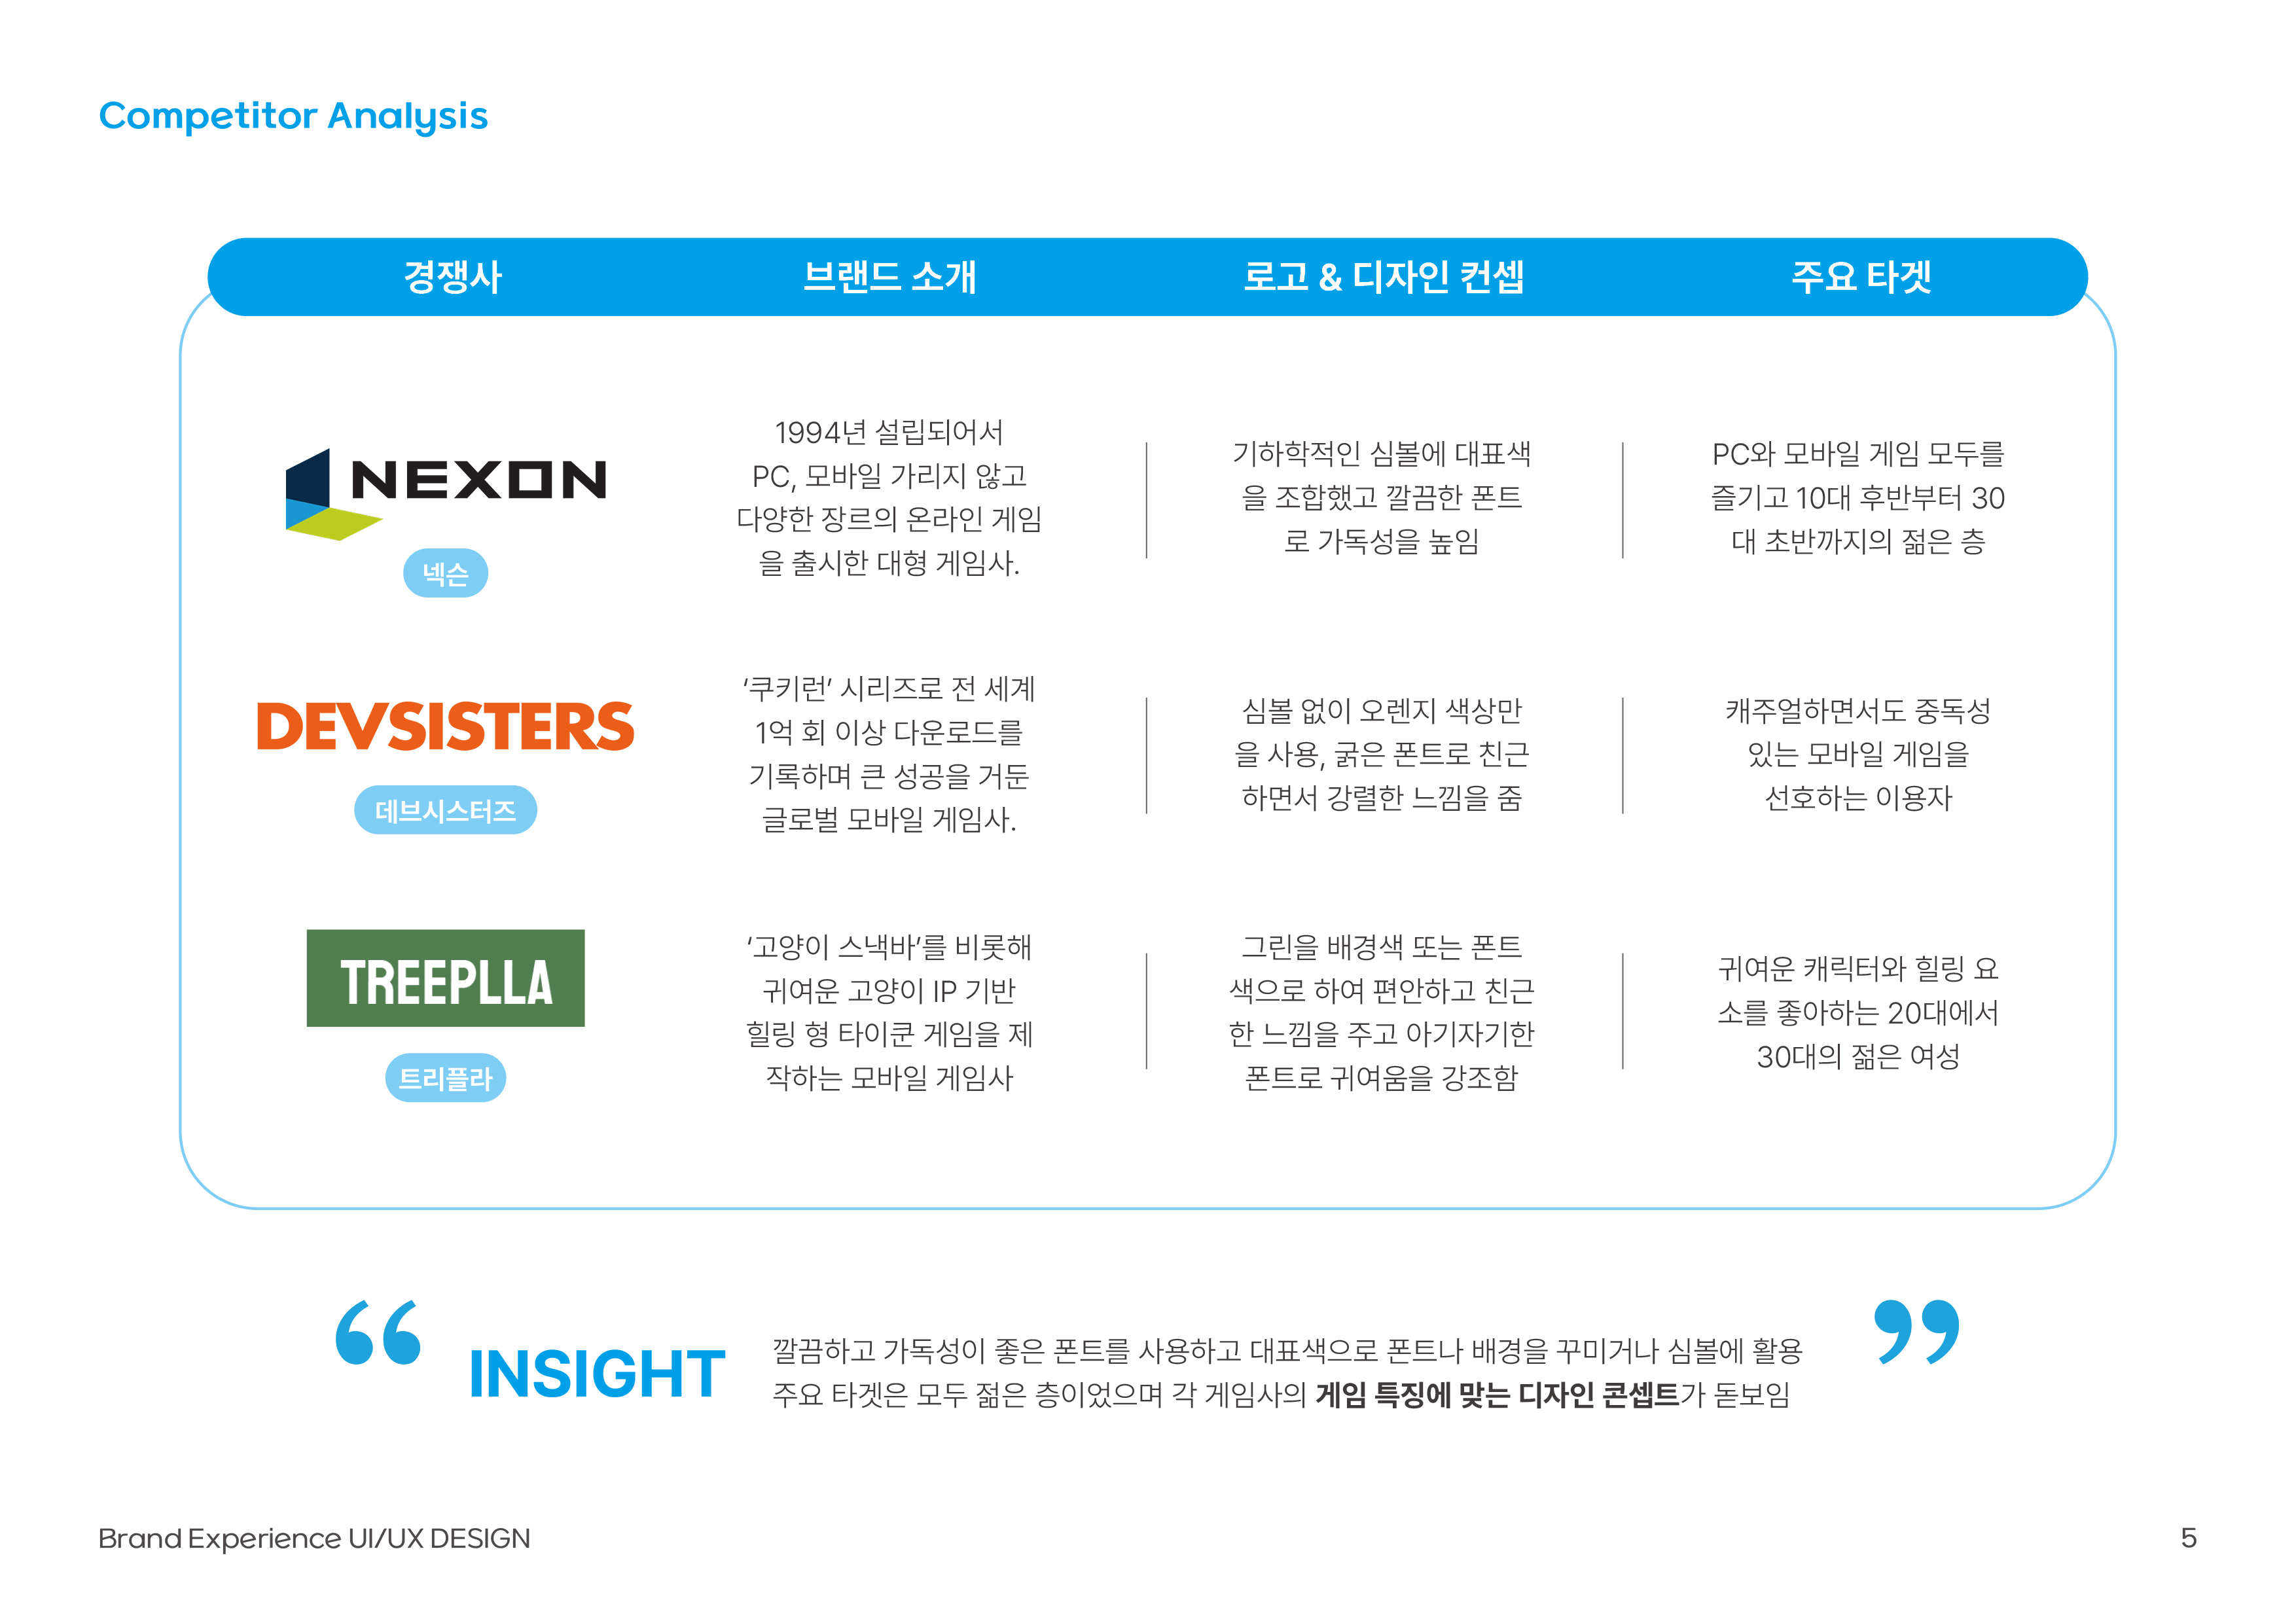 Competitor Analysis
경쟁사 브랜드 소개 로고 & 디자인 컨셉 주요 타겟
NEXON
넥슨
1994년 설립되어서
PC, 모바일 가리지 않고
다양한 장르의 온라인 게임
을 출시한 대형 게임사.
기하학적인 심볼에 대표색
을 조합했고 깔끔한 폰트
로 가독성을 높임
PC와 모바일 게임 모두를
즐기고 10대 후반부터 30
대 초반까지의 젊은 층
DEVSISTERS
데브시스터즈
‘쿠키런’ 시리즈로 전 세계
1억 회 이상 다운로드를
기록하며 큰 성공을 거둔
글로벌 모바일 게임사.
심볼 없이 오렌지 색상만
을 사용, 굵은 폰트로 친근
하면서 강렬한 느낌을 줌
캐주얼하면서도 중독성
있는 모바일 게임을
선호하는 이용자
TREEPLLA
트리플라
‘고양이 스낵바’를 비롯해
귀여운 고양이 IP 기반
힐링 형 타이쿤 게임을 제
작하는 모바일 게임사
그린을 배경색 또는 폰트
색으로 하여 편안하고 친근
한 느낌을 주고 아기자기한
폰트로 귀여움을 강조함
귀여운 캐릭터와 힐링 요
소를 좋아하는 20대에서
30대의 젊은 여성
“ INSIGHT ”
깔끔하고 가독성이 좋은 폰트를 사용하고 대표색으로 폰트나 배경을 꾸미거나 심볼에 활용
주요 타겟은 모두 젊은 층이었으며 각 게임사의 게임 특징에 맞는 디자인 콘셉트가 돋보임
Brand Experience UI/UX DESIGN
5